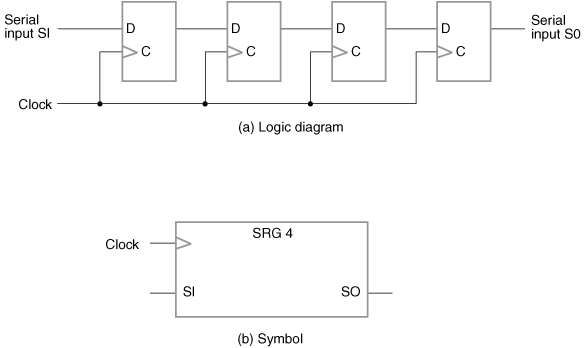 Serial
input SI
D
D
D
D
Serial
input S0
C
C
C
C
Clock
(a) Logic diagram
SRG 4
Clock
SI
SO
(b) Symbol